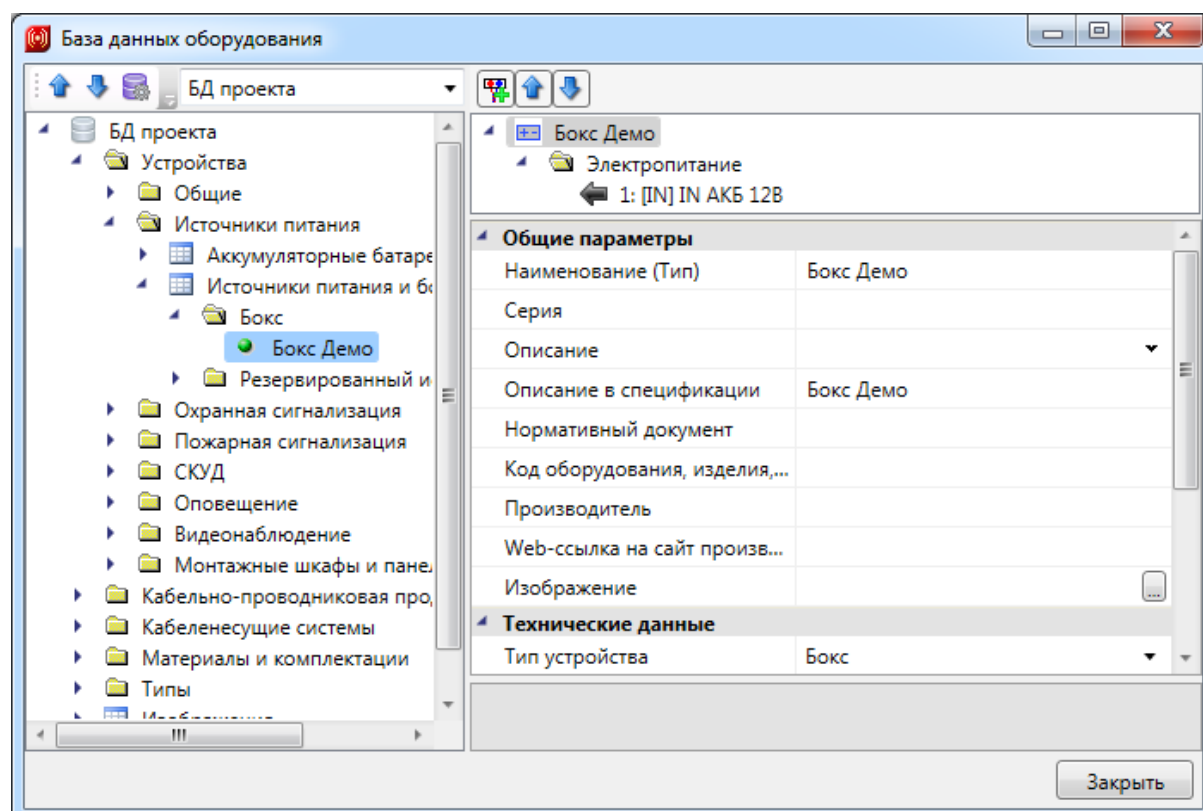 База данных оборудования
БД проекта
БД проекта
Устройства
Общие
Источники питания
Аккумуляторные батаре
Источники питания и бо
Бокс
Бокс Демо
Резервированный и
Охранная сигнализация
Пожарная сигнализация
СКУД
Оповещение
Видеонаблюдение
Монтажные шкафы и панел
Кабельно-проводниковая про
Кабеленесущие системы
Материалы и комплектации
Типы
Изображения
Бокс Демо
Электропитание
1: [IN] IN АКБ 12В
Общие параметры
Наименование (Тип) Бокс Демо
Серия
Описание
Описание в спецификации Бокс Демо
Нормативный документ
Код оборудования, изделия,...
Производитель
Web-ссылка на сайт произв...
Изображение ...
Технические данные
Тип устройства Бокс
Закрыть